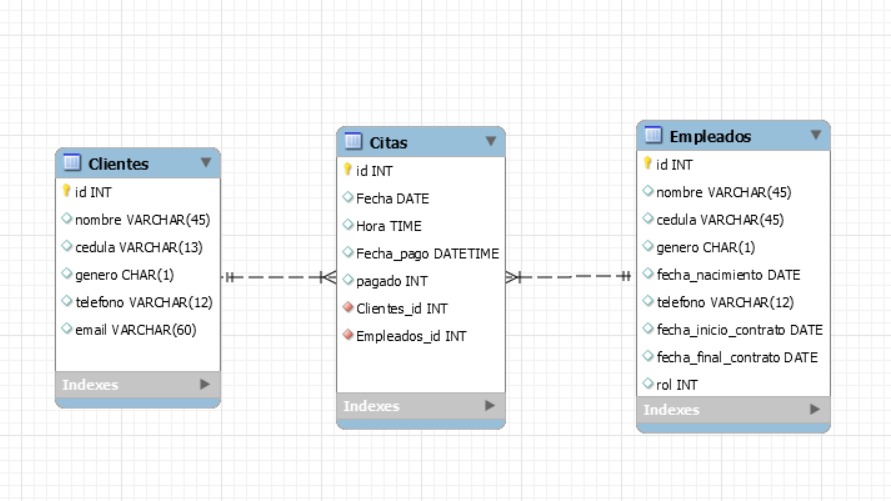 Clientes
id INT
nombre VARCHAR(45)
cedula VARCHAR(13)
genero CHAR(1)
telefono VARCHAR(12)
email VARCHAR(60)
Indexes
Citas
id INT
Fecha DATE
Hora TIME
Fecha_pago DATETIME
pagado INT
Clientes_id INT
Empleados_id INT
Indexes
Empleados
id INT
nombre VARCHAR(45)
cedula VARCHAR(45)
genero CHAR(1)
fecha_nacimiento DATE
telefono VARCHAR(12)
fecha_inicio_contrato DATE
fecha_final_contrato DATE
rol INT
Indexes